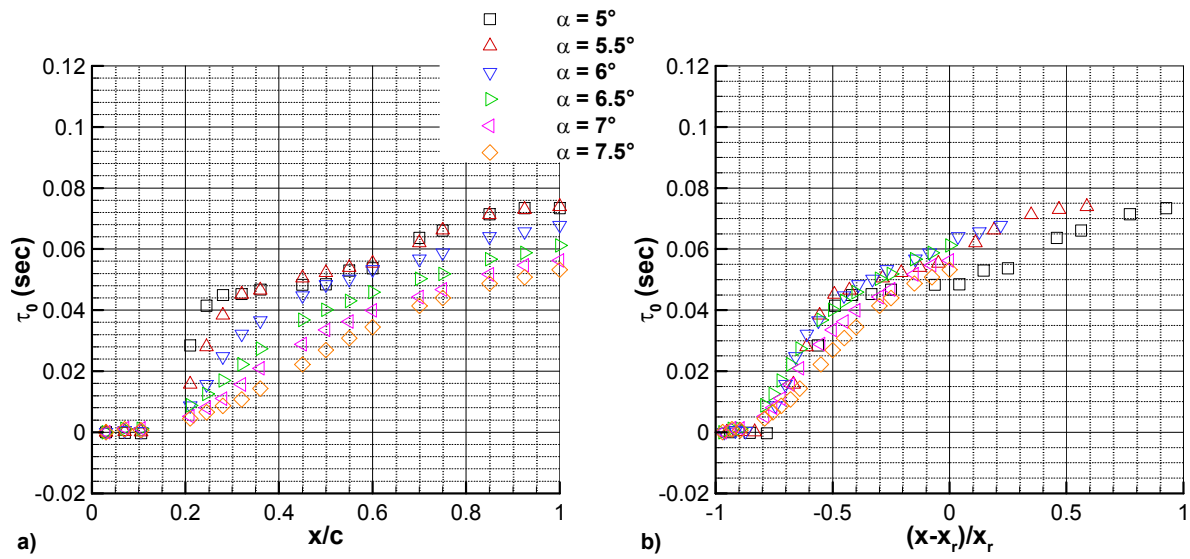 α = 5°
α = 5.5°
α = 6°
α = 6.5°
α = 7°
α = 7.5°
0.12
0.1
0.08
0.06
0.04
0.02
0
-0.02
τ0 (sec)
0 0.2 0.4 0.6 0.8 1
x/c
a)
0.12
0.1
0.08
0.06
0.04
0.02
0
-0.02
τ0 (sec)
-1 -0.5 0 0.5 1
(x-xr)/xr
b)